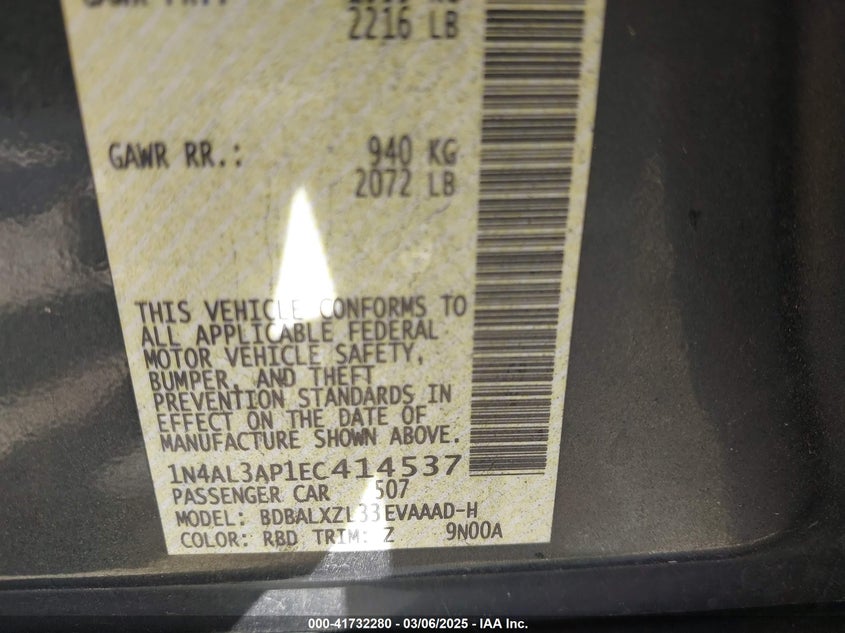 2216 LB
GAWR RR.: 940 KG
2072 LB
THIS VEHICLE CONFORMS TO
ALL APPLICABLE FEDERAL
MOTOR VEHICLE SAFETY,
BUMPER, AND THEFT
PREVENTION STANDARDS IN
EFFECT ON THE DATE OF
MANUFACTURE SHOWN ABOVE.
1N4AL3AP1EC414537
PASSENGER CAR 507
MODEL: BDBALXZL33EVAAAD-H
COLOR: RBD TRIM: Z 9N00A
000-41732280 - 03/06/2025 - IAA Inc.